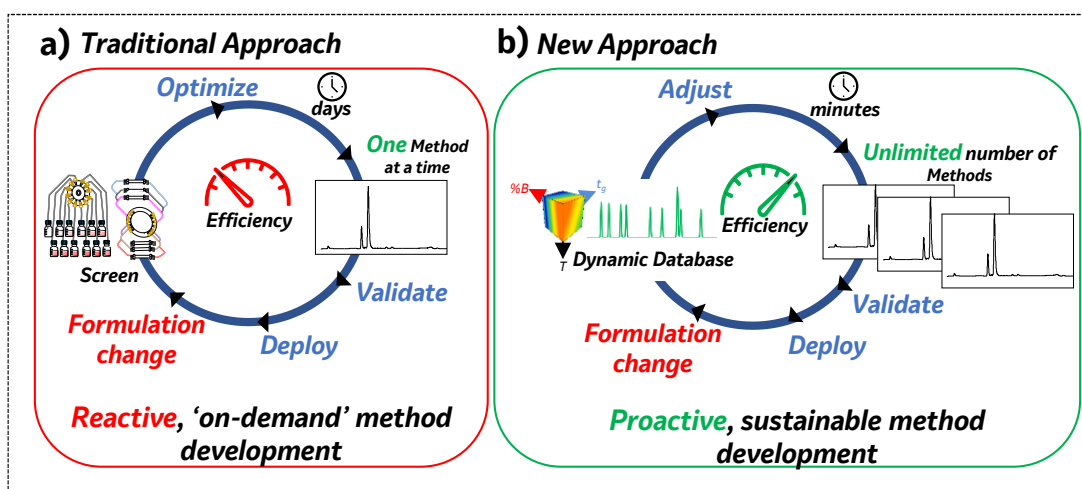 a) Traditional Approach
Optimize
days
One Method
at a time
Efficiency
Screen
Validate
Formulation
change
Deploy
Reactive, ‘on-demand’ method
development
b) New Approach
Adjust
minutes
Unlimited number of
Methods
%B
tg
T
Efficiency
Dynamic Database
Validate
Formulation
change
Deploy
Proactive, sustainable method
development